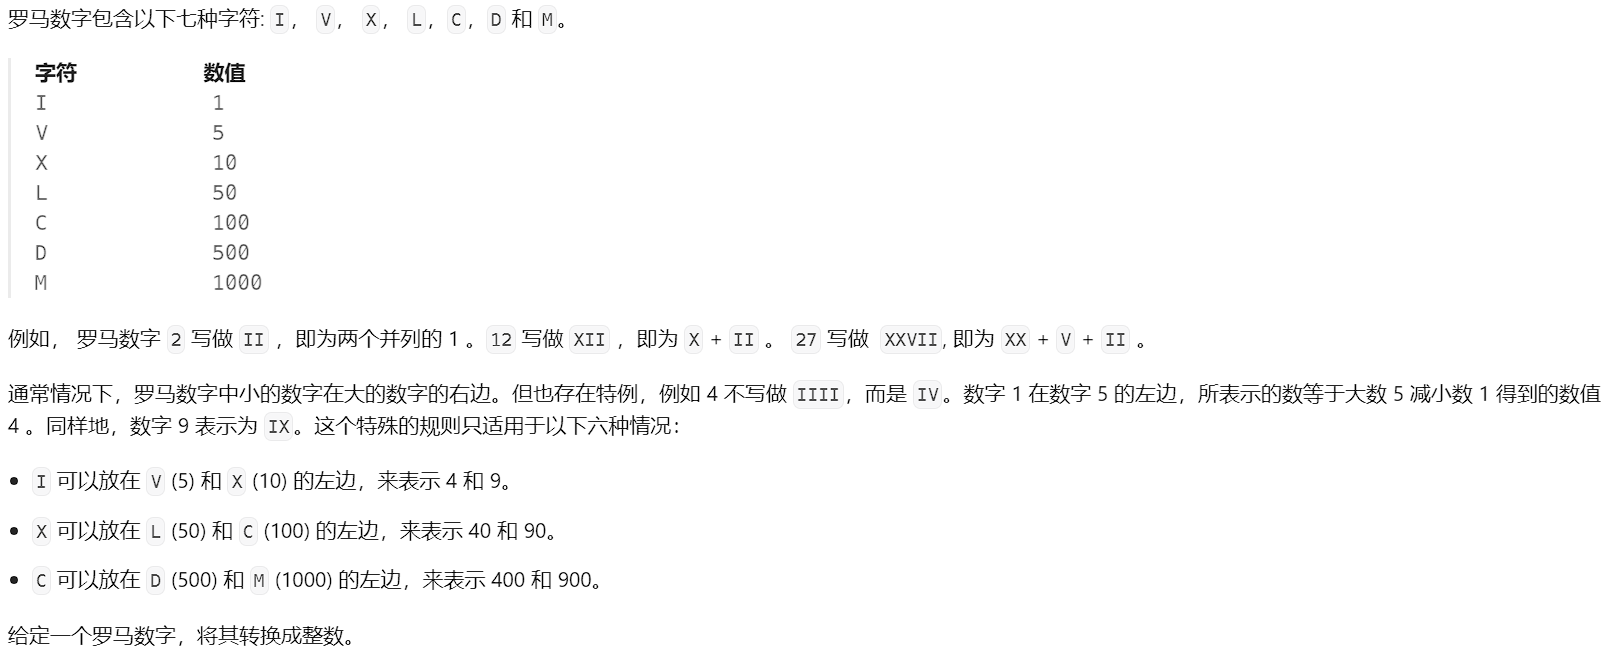 罗马数字包含以下七种字符: I， V， X， L，C，D 和 M。
字符 数值
I 1
V 5
X 10
L 50
C 100
D 500
M 1000
例如， 罗马数字 2 写做 II ，即为两个并列的 1 。12 写做 XII ，即为 X + II 。 27 写做 XXVII, 即为 XX + V + II 。
通常情况下，罗马数字中小的数字在大的数字的右边。但也存在特例，例如 4 不写做 IIII，而是 IV。数字 1 在数字 5 的左边，所表示的数等于大数 5 减小数 1 得到的数值
4 。同样地，数字 9 表示为 IX。这个特殊的规则只适用于以下六种情况：
• I 可以放在 V (5) 和 X (10) 的左边，来表示 4 和 9。
• X 可以放在 L (50) 和 C (100) 的左边，来表示 40 和 90。
• C 可以放在 D (500) 和 M (1000) 的左边，来表示 400 和 900。
给定一个罗马数字，将其转换成整数。